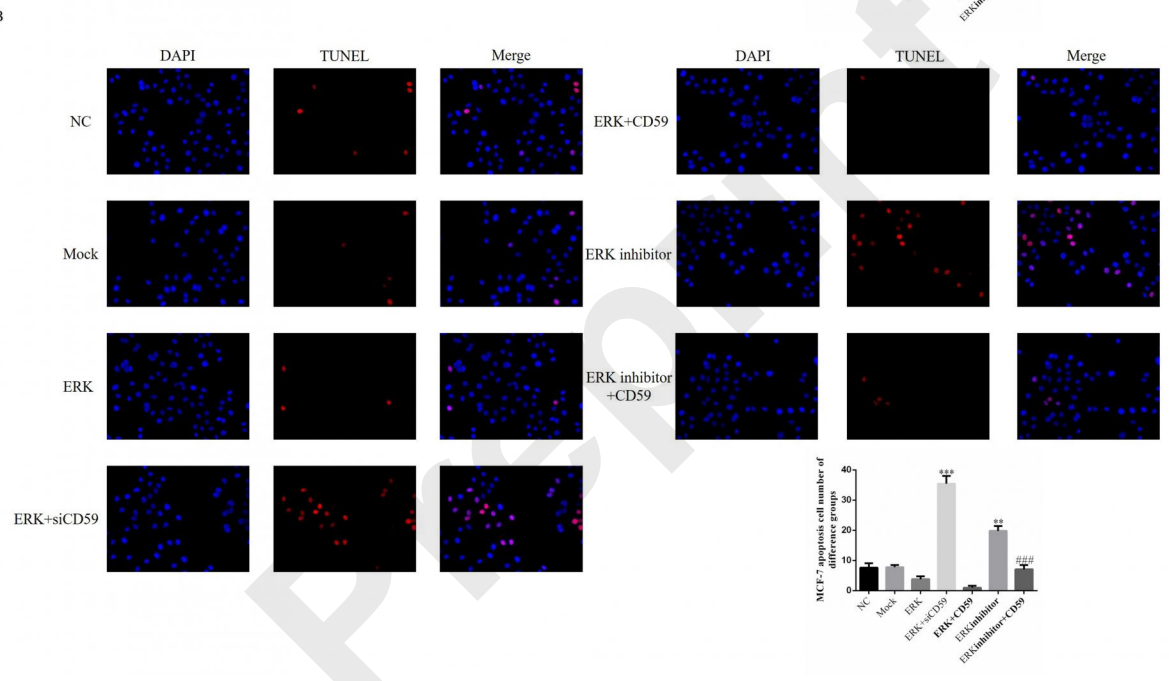 ERKinh
B
DAPI TUNEL Merge DAPI TUNEL Merge
NC
ERK+CD59
Mock
ERK inhibitor
ERK
ERK inhibitor
+CD59
ERK+siCD59
MCF-7 apoptosis cell number of
difference groups
40
30
20
10
0
***
**
###
NC
Mock
ERK
ERK+siCD59
ERK+CD59
ERKinhibitor
ERKinhibitor+CD59
Preprint